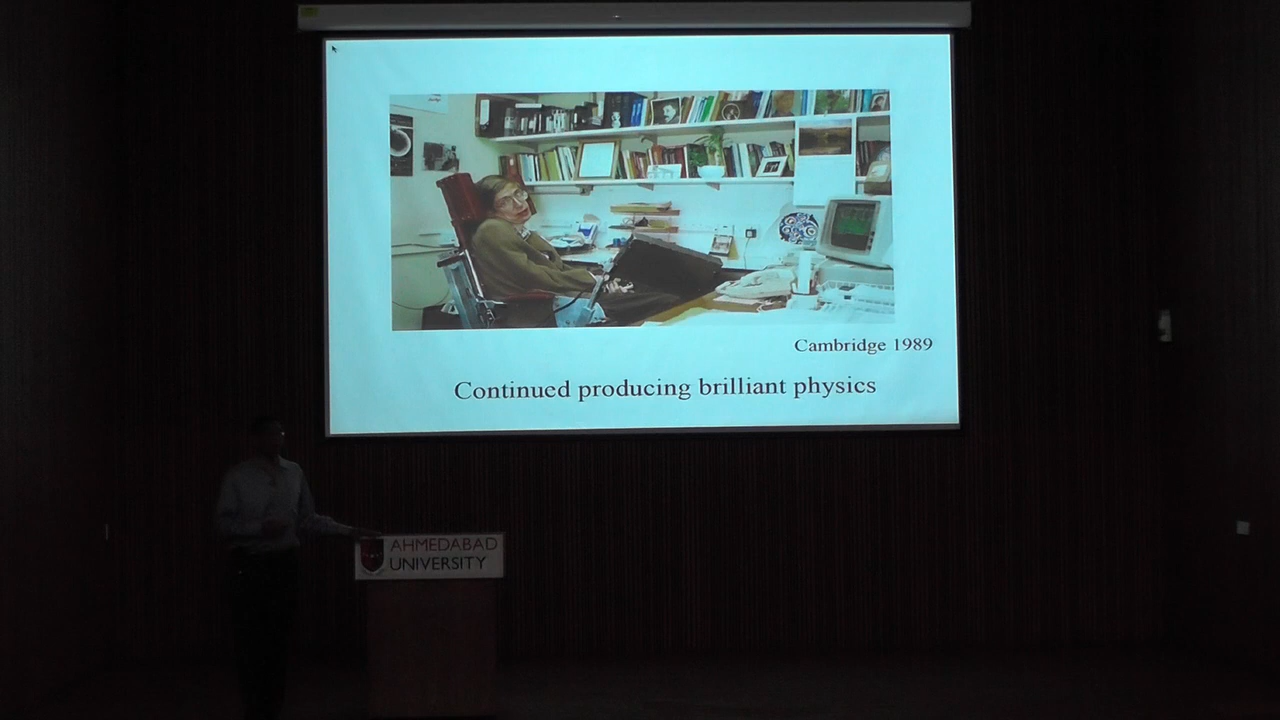 Cambridge 1989
Continued producing brilliant physics
AHMEDABAD
UNIVERSITY